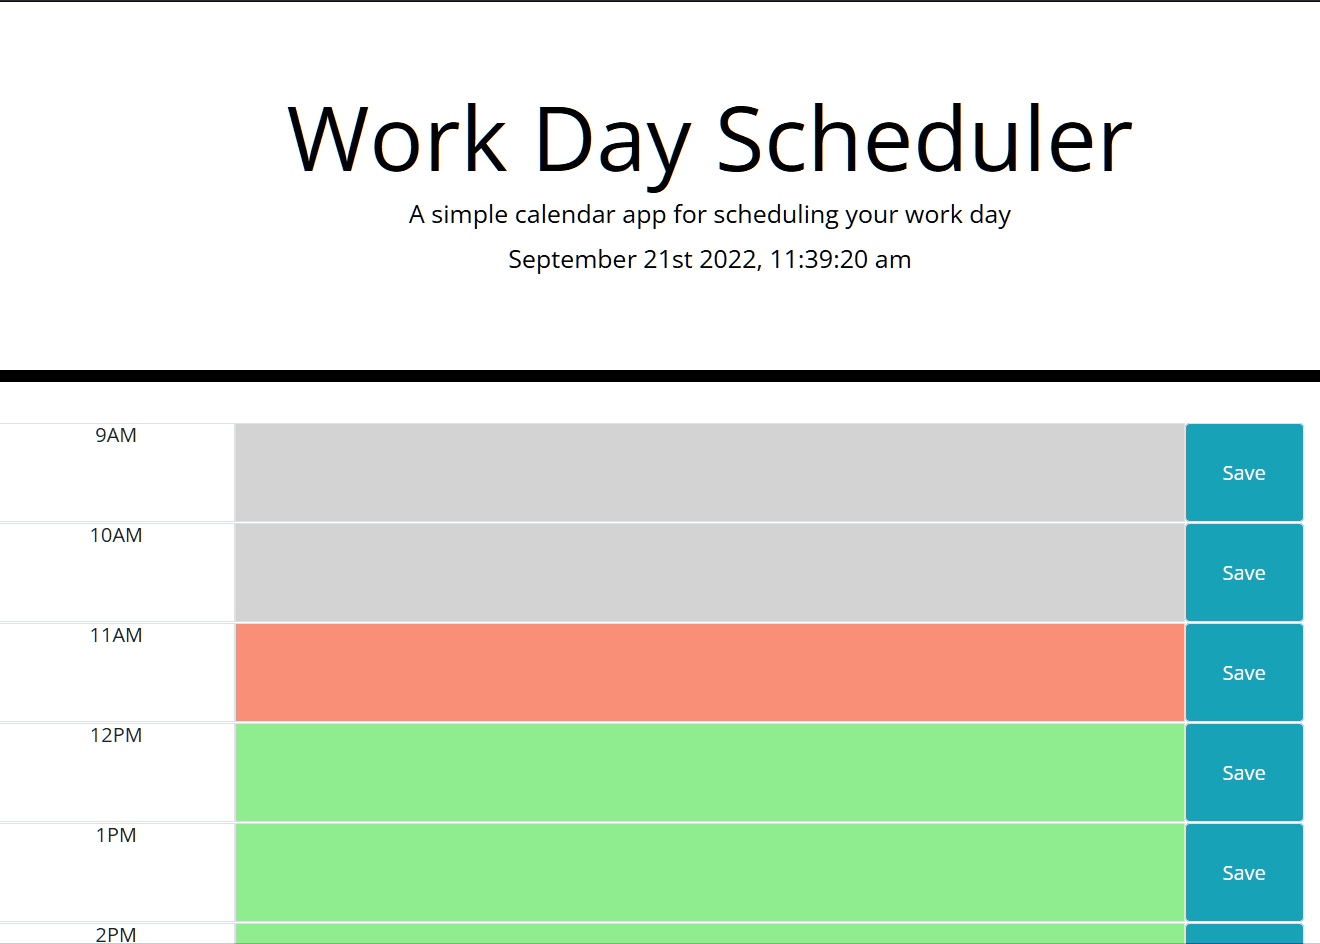 Work Day Scheduler
A simple calendar app for scheduling your work day
September 21st 2022, 11:39:20 am
9AM
Save
10AM
Save
11AM
Save
12PM
Save
1PM
Save
2PM